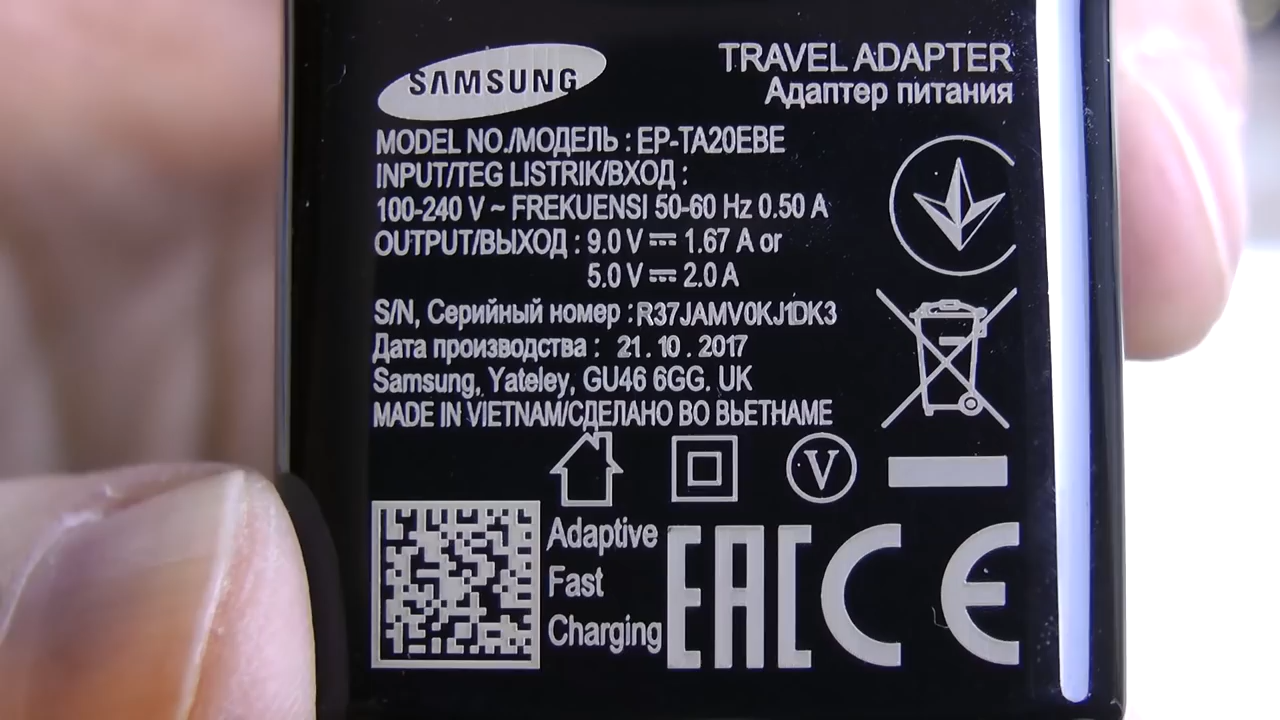 SAMSUNG
TRAVEL ADAPTER
Адаптер питания
MODEL NO./МОДЕЛЬ : EP-TA20EBE
INPUT/TEG LISTRIK/ВХОД :
100-240 V ~ FREKUENSI 50-60 Hz 0.50 A
OUTPUT/ВЫХОД : 9.0 V ⎓ 1.67 A or
5.0 V ⎓ 2.0 A
S/N, Серийный номер : R37JAMV0KJ1DK3
Дата производства : 21.10.2017
Samsung, Yateley, GU46 6GG. UK
MADE IN VIETNAM/СДЕЛАНО ВО ВЬЕТНАМЕ
V
Adaptive
Fast
Charging
EAC CE